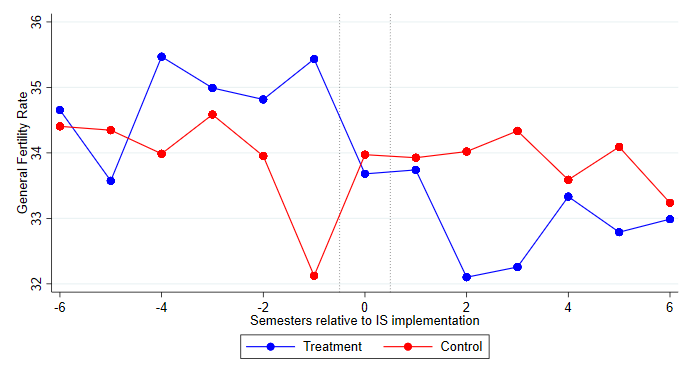 General Fertility Rate
36
35
34
33
32
-6 -4 -2 0 2 4 6
Semesters relative to IS implementation
Treatment Control